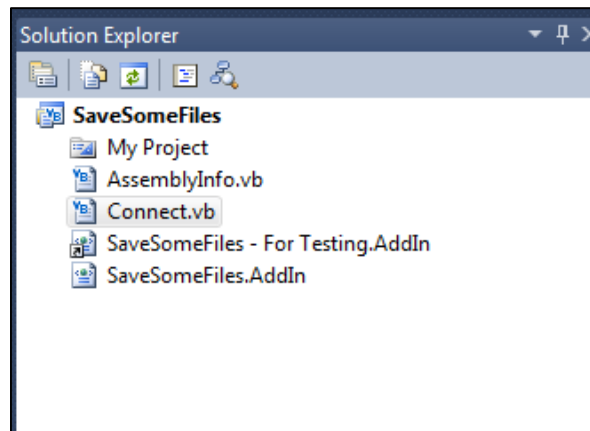 Solution Explorer
SaveSomeFiles
My Project
AssemblyInfo.vb
Connect.vb
SaveSomeFiles - For Testing.AddIn
SaveSomeFiles.AddIn